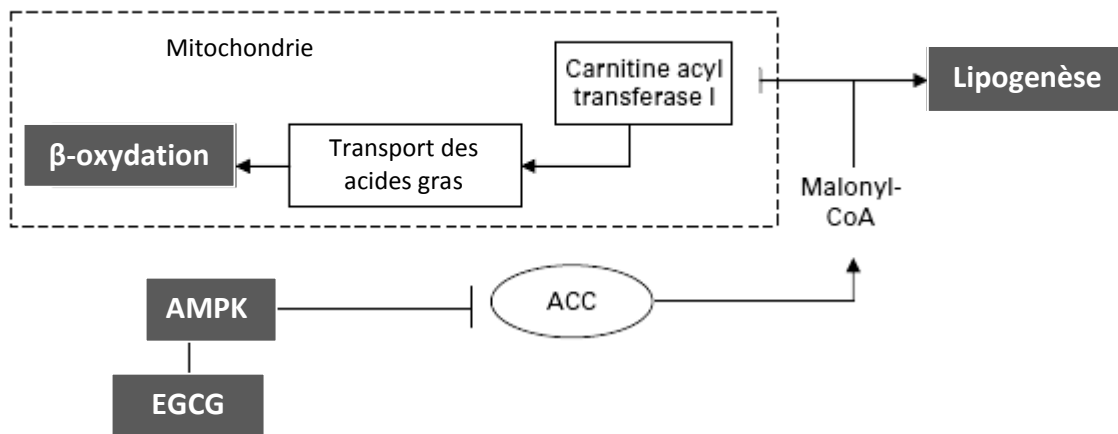 Mitochondrie
Carnitine acyl
transferase I
Lipogenèse
β-oxydation
Transport des
acides gras
Malonyl-
CoA
AMPK
ACC
EGCG